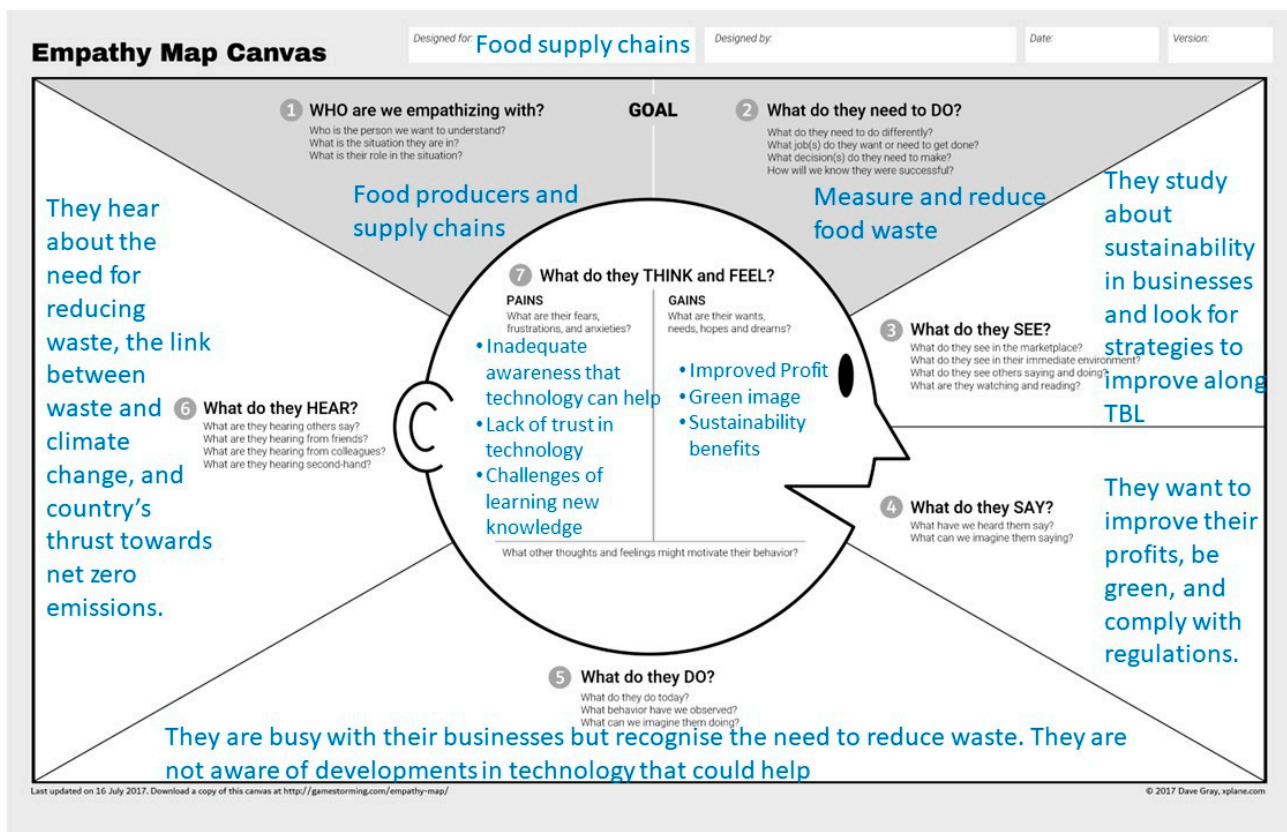 Empathy Map Canvas
Designed for: Food supply chains
Designed by:
Date:
Version:
1 WHO are we empathizing with?
Who is the person we want to understand?
What is the situation they are in?
What is their role in the situation?
Food producers and
supply chains
GOAL
2 What do they need to DO?
What do they need to do differently?
What job(s) do they want or need to get done?
What decision(s) do they need to make?
How will we know they were successful?
Measure and reduce
food waste
3 What do they SEE?
What do they see in the marketplace?
What do they see in their immediate environment?
What do they see others saying and doing?
What are they watching and reading?
They study
about
sustainability
in businesses
and look for
strategies to
improve along
TBL
4 What do they SAY?
What have we heard them say?
What can we imagine them saying?
They want to
improve their
profits, be
green, and
comply with
regulations.
5 What do they DO?
What do they do today?
What behavior have we observed?
What can we imagine them doing?
They are busy with their businesses but recognise the need to reduce waste. They are
not aware of developments in technology that could help
6 What do they HEAR?
What are they hearing others say?
What are they hearing from friends?
What are they hearing from colleagues?
What are they hearing second-hand?
They hear
about the
need for
reducing
waste, the link
between
waste and
climate
change, and
country's
thrust towards
net zero
emissions.
7 What do they THINK and FEEL?
PAINS
What are their fears,
frustrations, and anxieties?
• Inadequate
awareness that
technology can help
• Lack of trust in
technology
• Challenges of
learning new
knowledge
GAINS
What are their wants,
needs, hopes and dreams?
• Improved Profit
• Green image
• Sustainability
benefits
What other thoughts and feelings might motivate their behavior?
Last updated on 16 July 2017. Download a copy of this canvas at http://gamestorming.com/empathy-map/
© 2017 Dave Gray, xplane.com